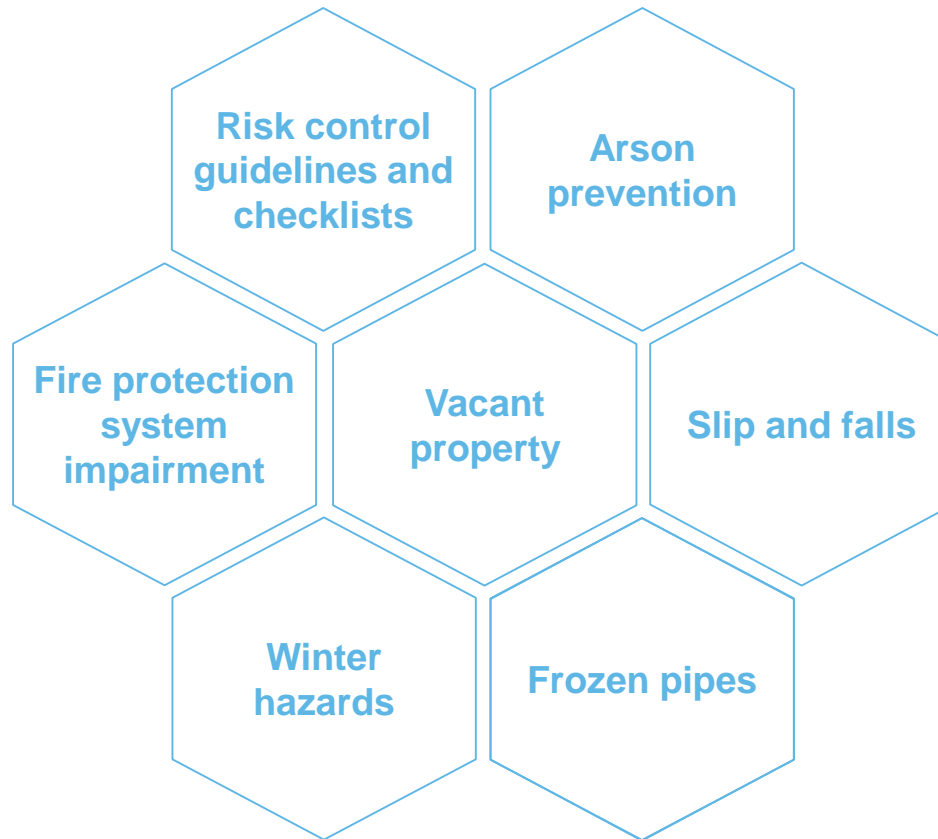 Risk control
guidelines and
checklists
Arson
prevention
Fire protection
system
impairment
Vacant
property
Slip and falls
Winter
hazards
Frozen pipes